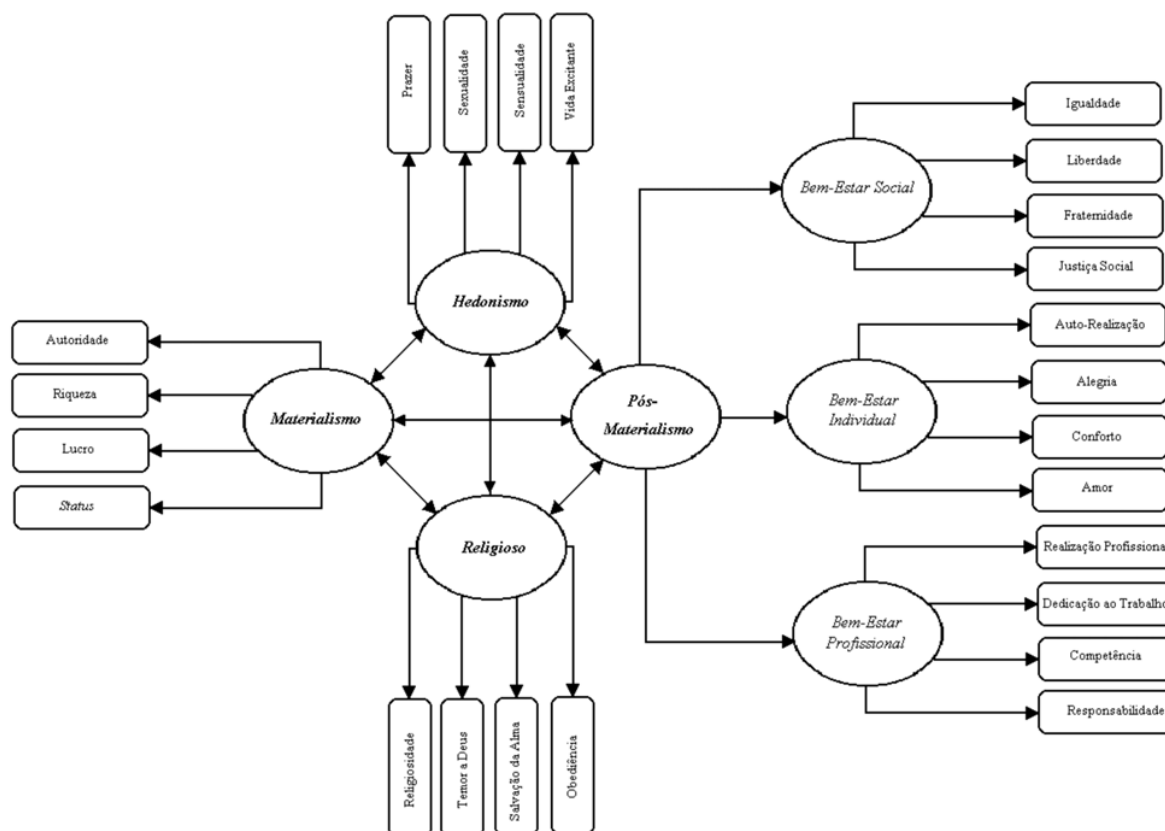 Prazer
Sexualidade
Sensualidade
Vida Excitante
Hedonismo
Autoridade
Riqueza
Lucro
Status
Materialismo
Pós-
Materialismo
Religioso
Religiosidade
Temor a Deus
Salvação da Alma
Obediência
Bem-Estar Social
Igualdade
Liberdade
Fraternidade
Justiça Social
Bem-Estar
Individual
Auto-Realização
Alegria
Conforto
Amor
Bem-Estar
Profissional
Realização Profissional
Dedicação ao Trabalho
Competência
Responsabilidade